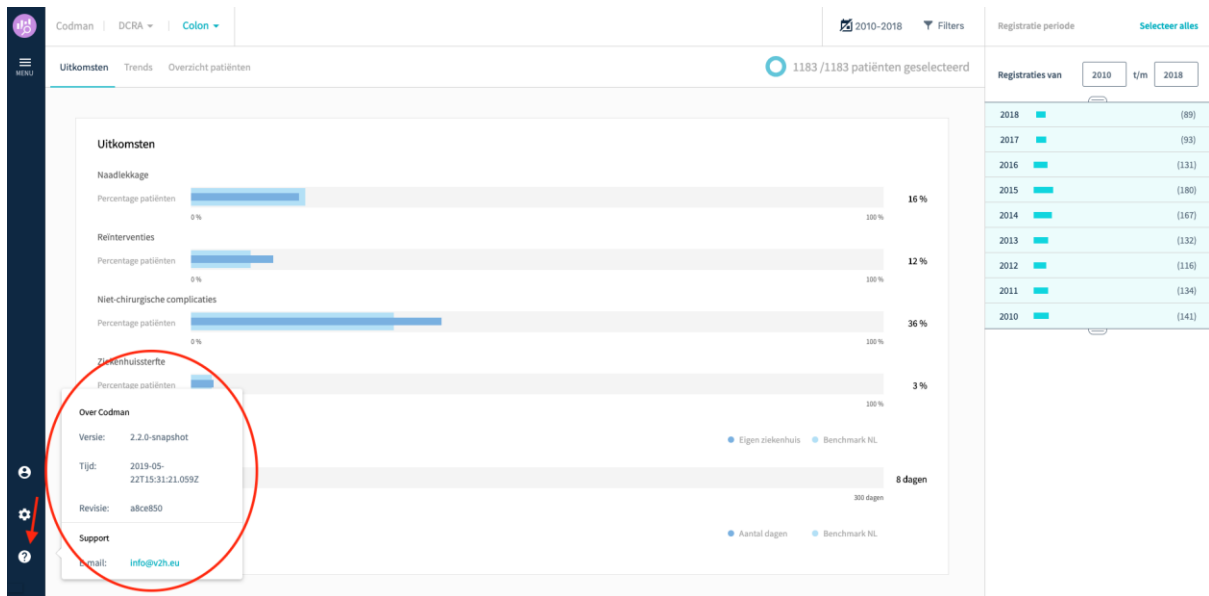 Codman
DCRA
Colon
2010-2018
Filters
Registratie periode
Selecteer alles
MENU
Uitkomsten
Trends
Overzicht patiënten
1183 /1183 patiënten geselecteerd
Registraties van
2010
t/m
2018
2018
(89)
2017
(93)
2016
(131)
2015
(180)
2014
(167)
2013
(132)
2012
(116)
2011
(134)
2010
(141)
Uitkomsten
Naadlekkage
Percentage patiënten
16 %
0 %
100 %
Reïnterventies
Percentage patiënten
12 %
0 %
100 %
Niet-chirurgische complicaties
Percentage patiënten
36 %
0 %
100 %
Ziekenhuissterfte
Percentage patiënten
3 %
100 %
Eigen ziekenhuis
Benchmark NL
8 dagen
300 dagen
Aantal dagen
Benchmark NL
Over Codman
Versie:
2.2.0-snapshot
Tijd:
2019-05-
22T15:31:21.059Z
Revisie:
a8ce850
Support
E-mail:
info@v2h.eu
?